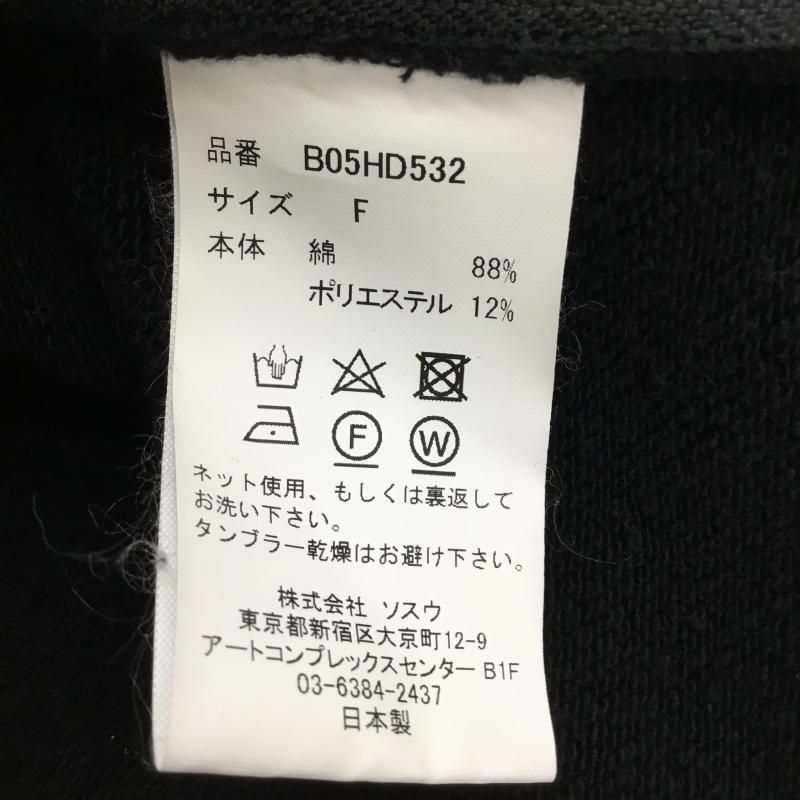 品番 B05HD532
サイズ F
本体 綿 88%
ポリエステル 12%
F W
ネット使用、もしくは裏返して
お洗い下さい。
タンブラー乾燥はお避け下さい。
株式会社 ソスウ
東京都新宿区大京町12-9
アートコンプレックスセンター B1F
03-6384-2437
日本製